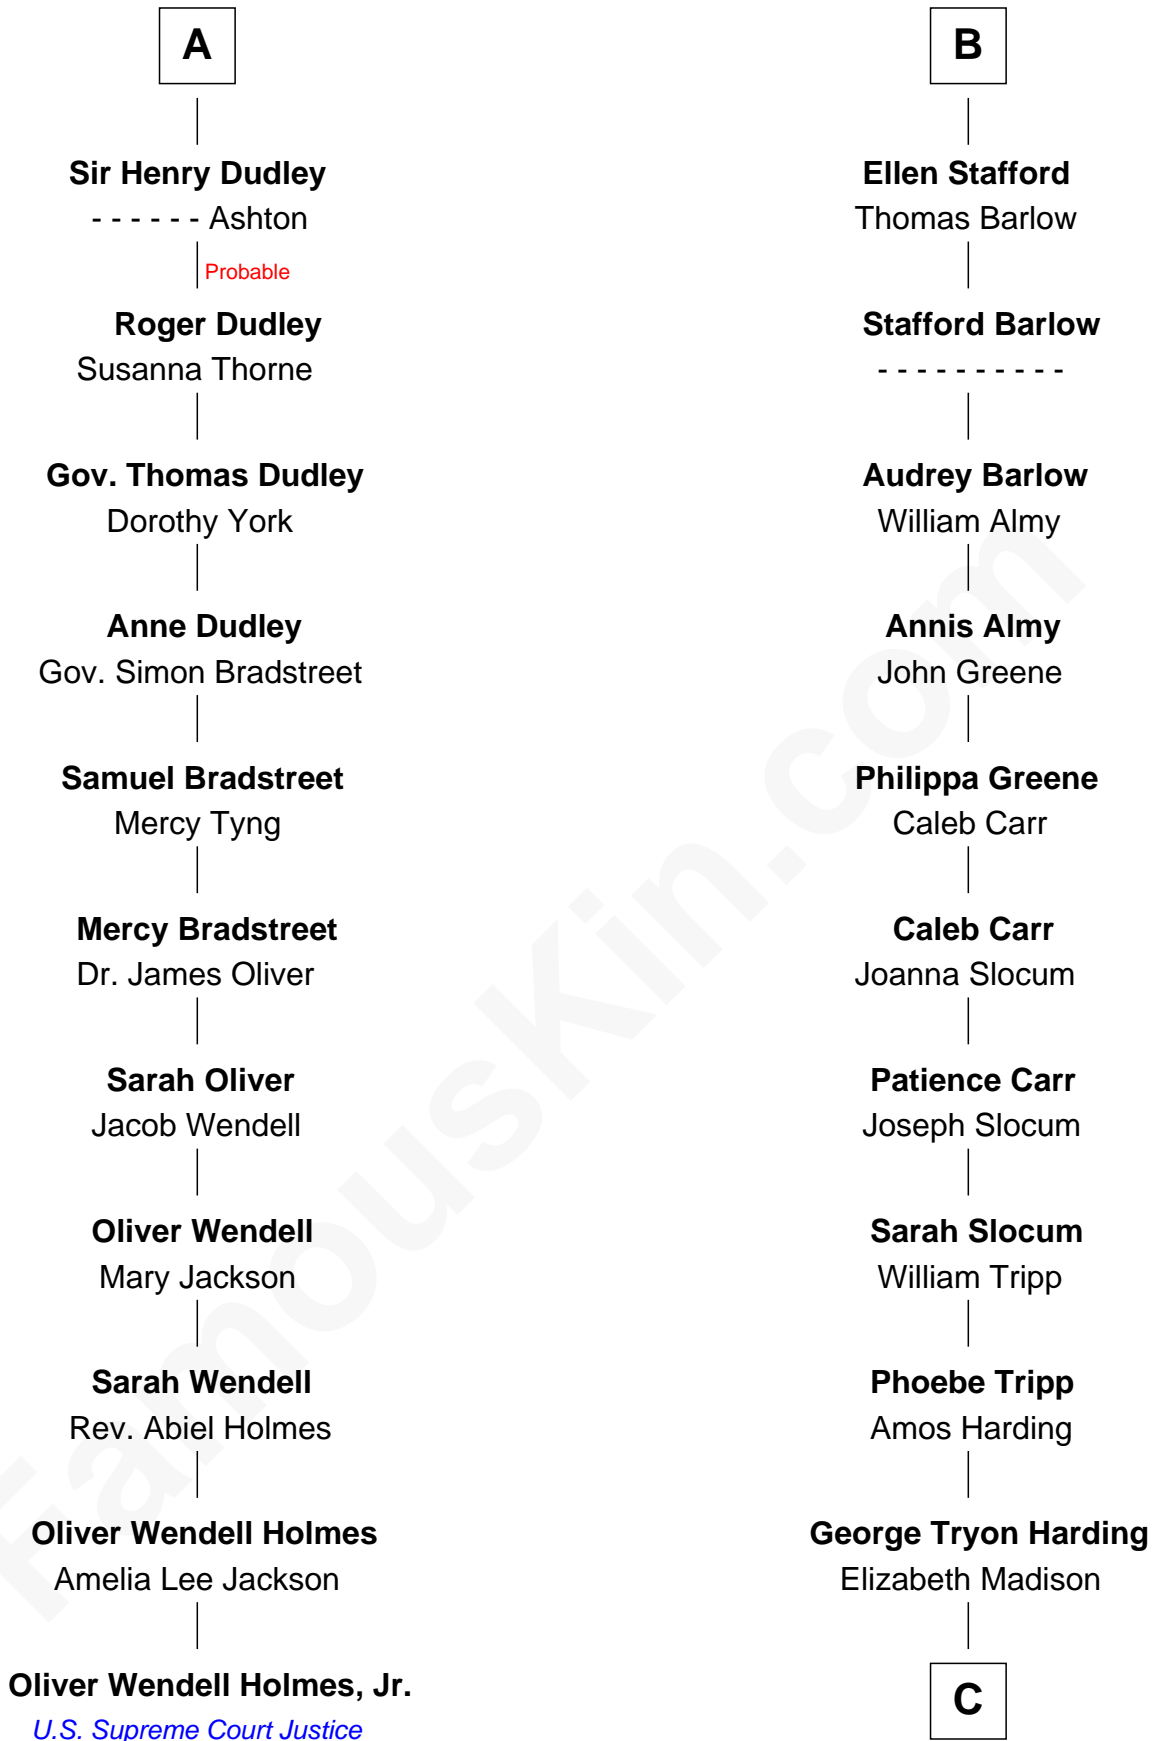 A
Sir Henry Dudley
- - - - - - Ashton
Probable
Roger Dudley
Susanna Thorne
Gov. Thomas Dudley
Dorothy York
Anne Dudley
Gov. Simon Bradstreet
Samuel Bradstreet
Mercy Tyng
Mercy Bradstreet
Dr. James Oliver
Sarah Oliver
Jacob Wendell
Oliver Wendell
Mary Jackson
Sarah Wendell
Rev. Abiel Holmes
Oliver Wendell Holmes
Amelia Lee Jackson
Oliver Wendell Holmes, Jr.
U.S. Supreme Court Justice
B
Ellen Stafford
Thomas Barlow
Stafford Barlow
- - - - - - - - - -
Audrey Barlow
William Almy
Annis Almy
John Greene
Philippa Greene
Caleb Carr
Caleb Carr
Joanna Slocum
Patience Carr
Joseph Slocum
Sarah Slocum
William Tripp
Phoebe Tripp
Amos Harding
George Tryon Harding
Elizabeth Madison
C
FamousKin.com